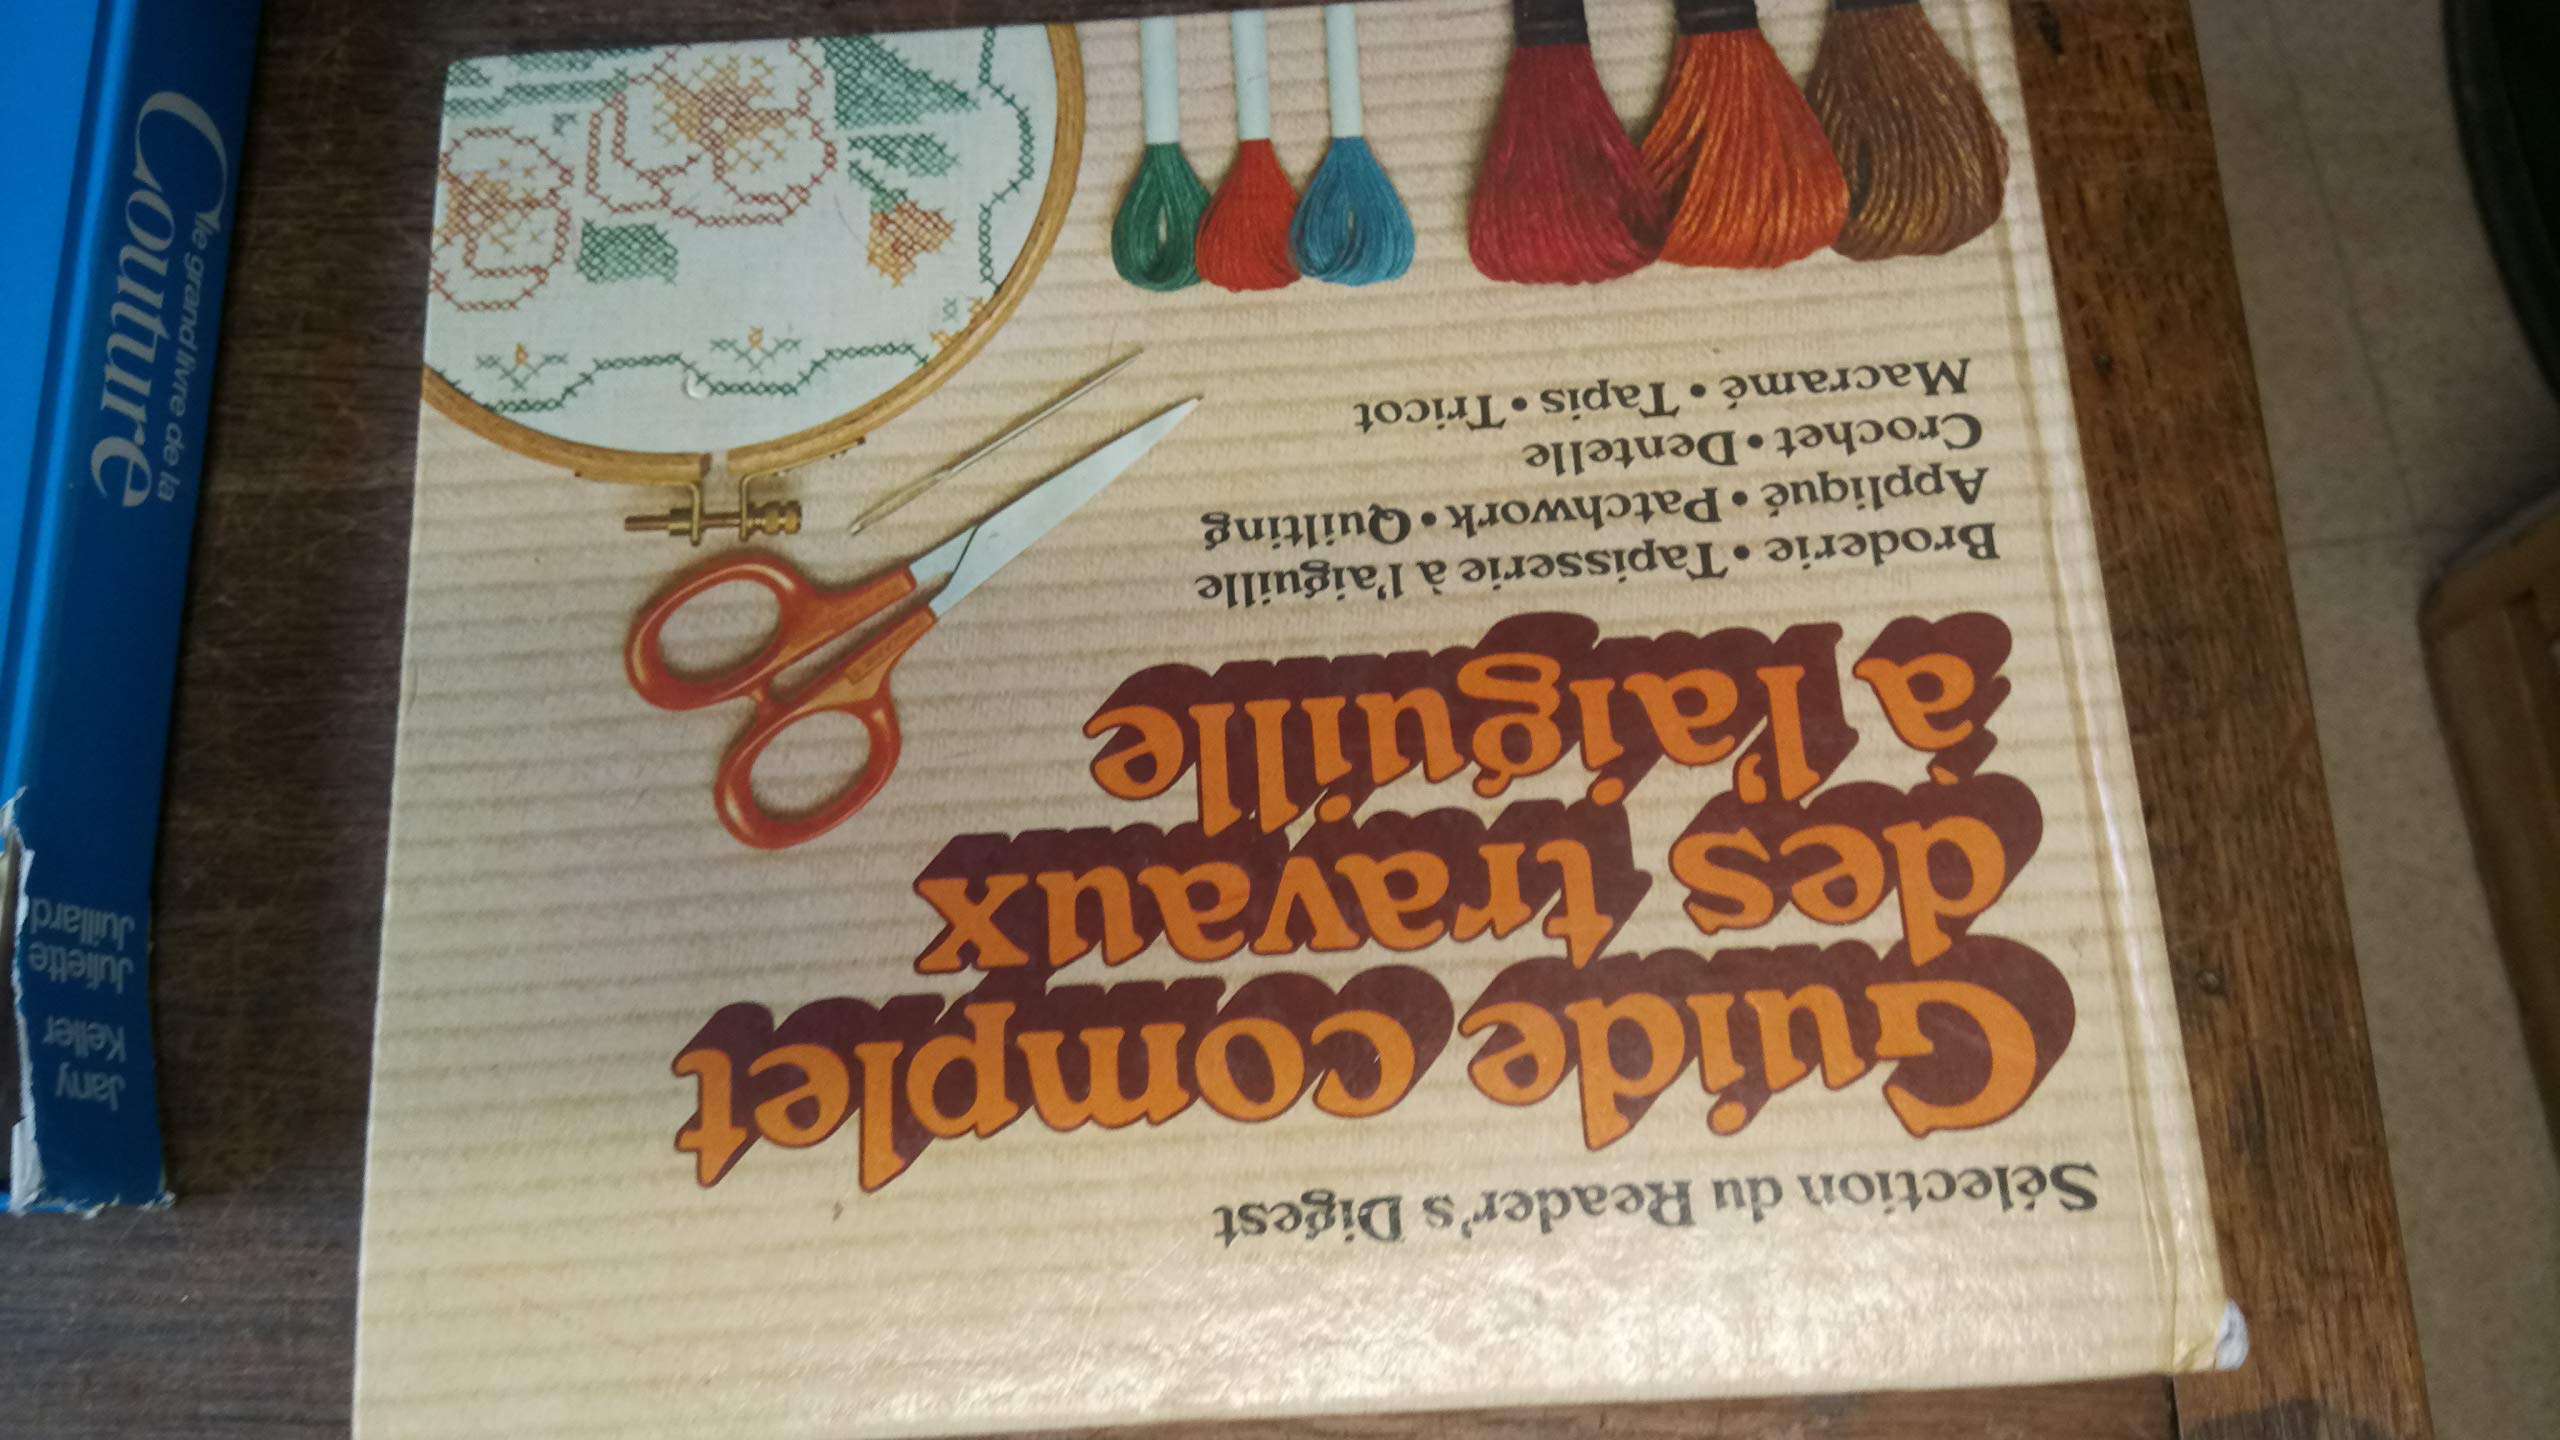 Sélection du Reader's Digest
Guide complet
des travaux
à l'aiguille
Broderie • Tapisserie à l'aiguille
Appliqué • Patchwork • Quilting
Crochet • Dentelle
Macramé • Tapis • Tricot
le grand livre de la
Couture
Jany
Keller
Juliette
Juillard